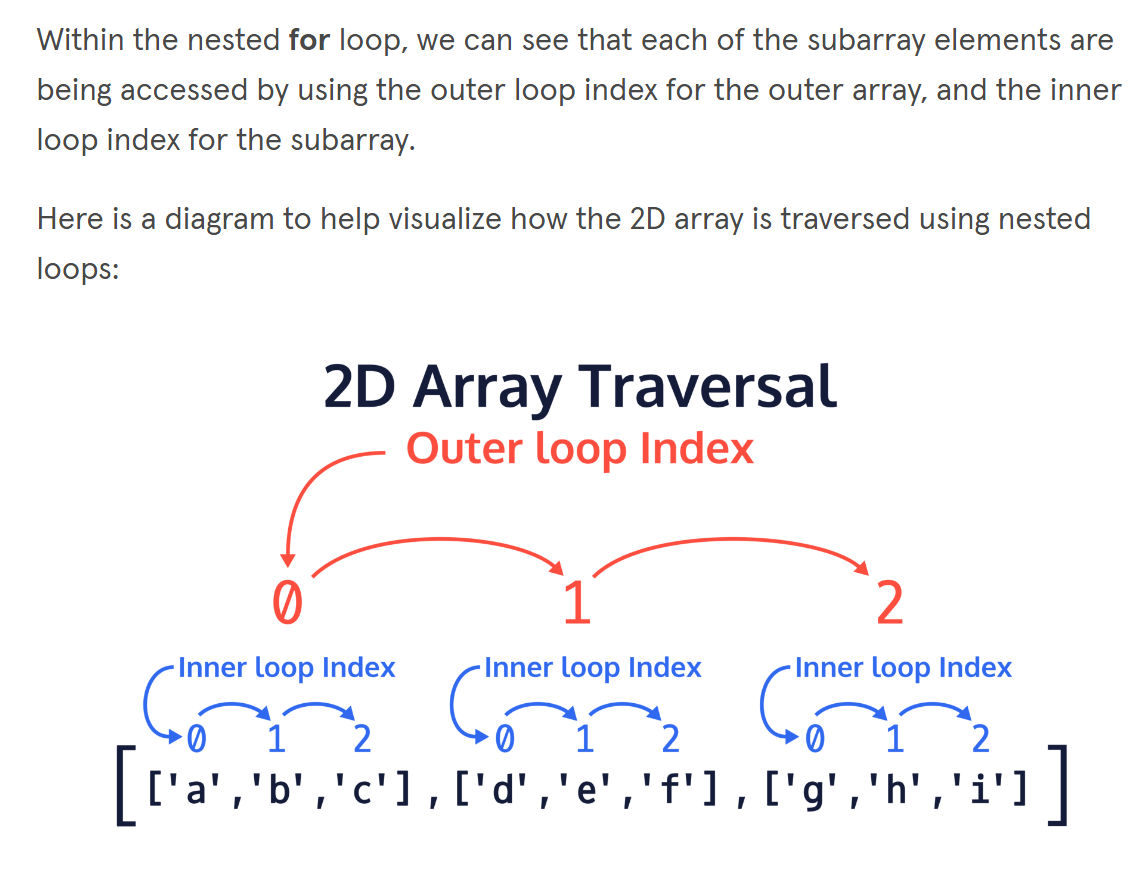 Within the nested for loop, we can see that each of the subarray elements are
being accessed by using the outer loop index for the outer array, and the inner
loop index for the subarray.
Here is a diagram to help visualize how the 2D array is traversed using nested
loops:
2D Array Traversal
Outer loop Index
0 1 2
Inner loop Index Inner loop Index Inner loop Index
0 1 2 0 1 2 0 1 2
[['a','b','c'],['d','e','f'],['g','h','i']]